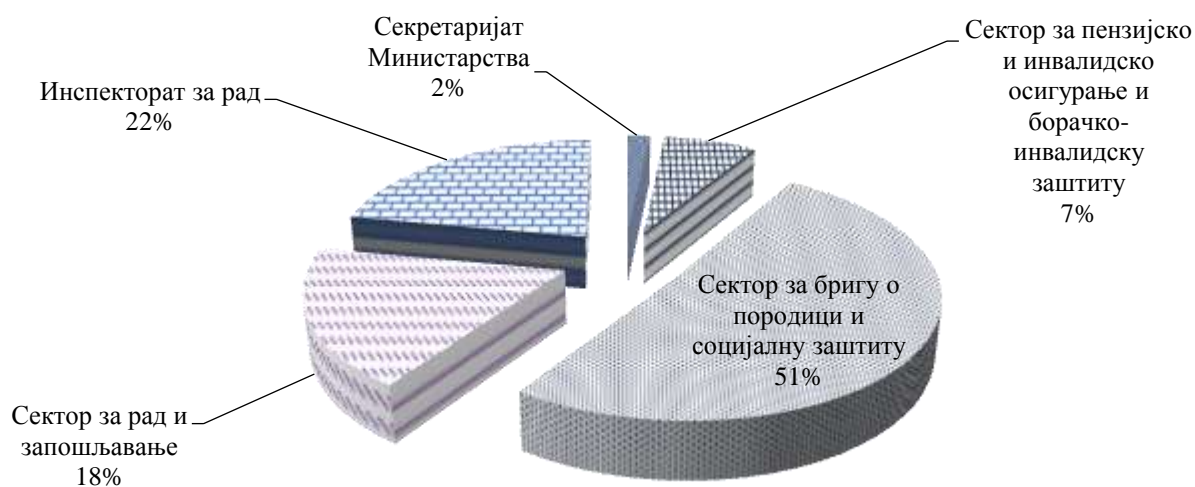 Секретаријат
Министарства
2%
Сектор за пензијско
и инвалидско
осигурање и
борачко-
инвалидску
заштиту
7%
Инспекторат за рад
22%
Сектор за бригу о
породици и
социјалну заштиту
51%
Сектор за рад и
запошљавање
18%